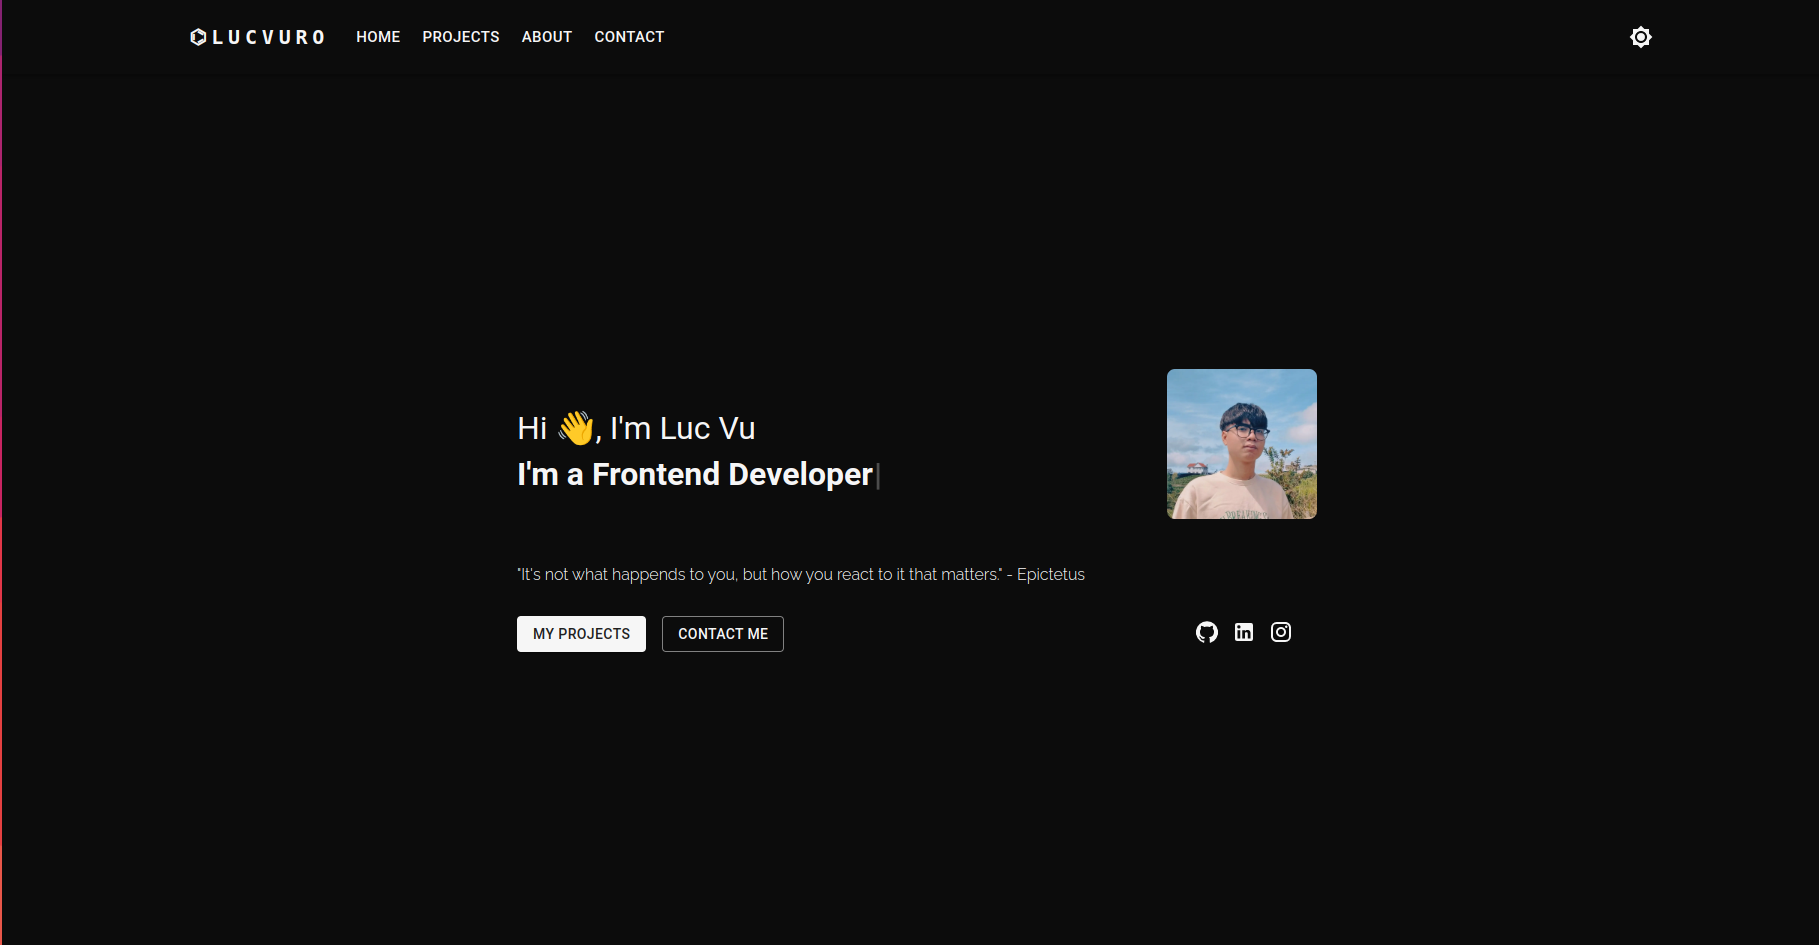 LUCVURO
HOME PROJECTS ABOUT CONTACT
Hi 👋, I'm Luc Vu
I'm a Frontend Developer|
"It's not what happends to you, but how you react to it that matters." - Epictetus
MY PROJECTS CONTACT ME